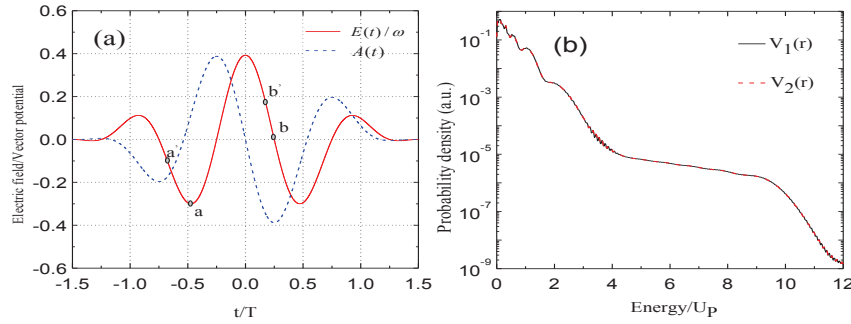 (a)
E(t)/ω
A(t)
Electric field/Vector potential
0.6
0.4
0.2
0.0
-0.2
-0.4
-0.6
b`
b
a`
a
-1.5 -1.0 -0.5 0.0 0.5 1.0 1.5
t/T
(b)
V1(r)
V2(r)
Probability density (a.u.)
10-1
10-3
10-5
10-7
10-9
0 2 4 6 8 10 12
Energy/UP